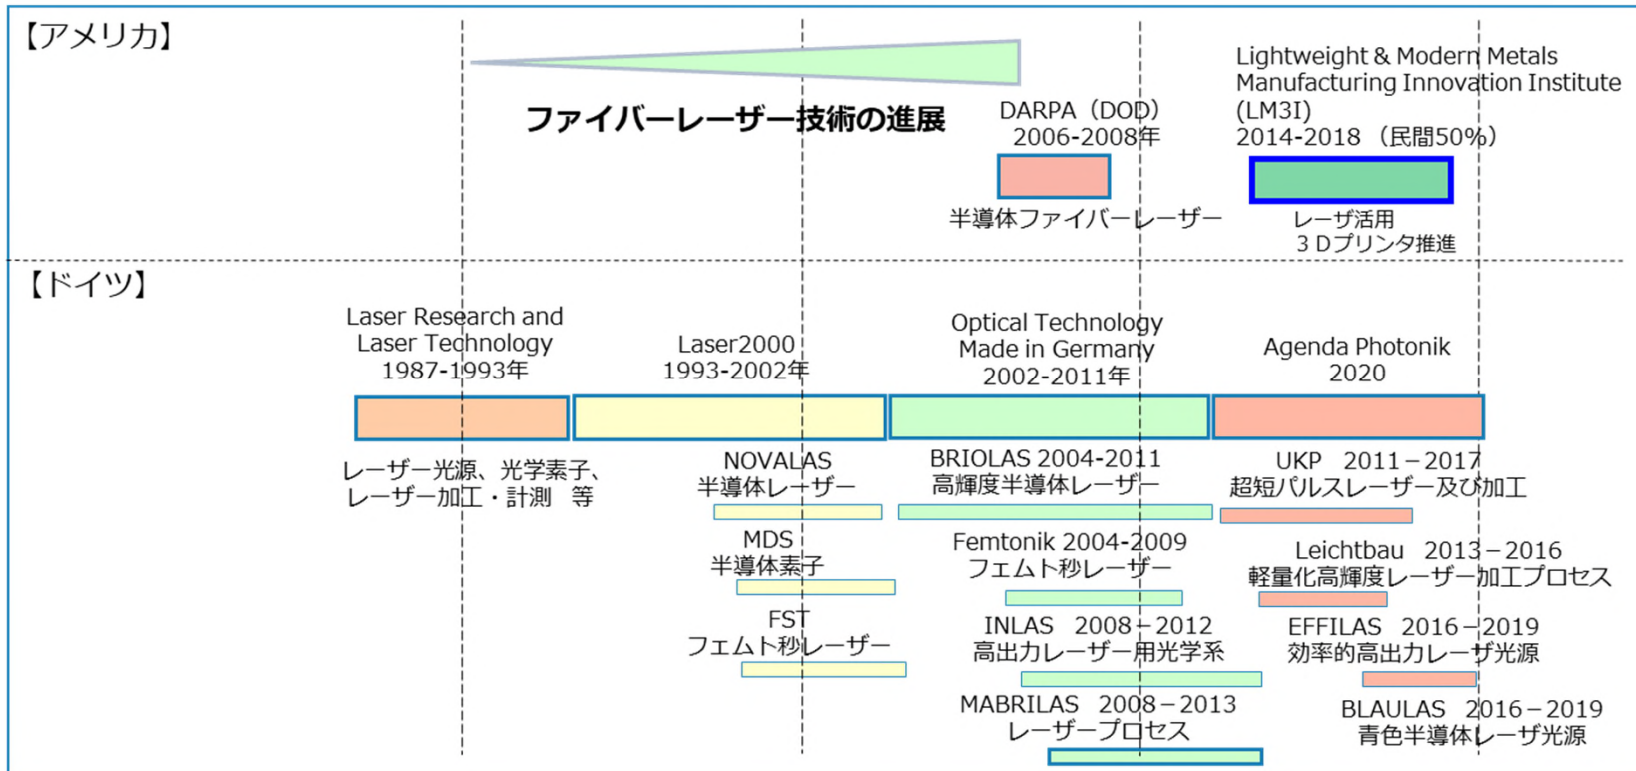 【アメリカ】
ファイバーレーザー技術の進展
DARPA（DOD）
2006-2008年
半導体ファイバーレーザー
Lightweight & Modern Metals
Manufacturing Innovation Institute
(LM3I)
2014-2018 （民間50%）
レーザ活用
３Ｄプリンタ推進
【ドイツ】
Laser Research and
Laser Technology
1987-1993年
レーザー光源、光学素子、
レーザー加工・計測　等
Laser2000
1993-2002年
NOVALAS
半導体レーザー
MDS
半導体素子
FST
フェムト秒レーザー
Optical Technology
Made in Germany
2002-2011年
BRIOLAS 2004-2011
高輝度半導体レーザー
Femtonik 2004-2009
フェムト秒レーザー
INLAS　2008－2012
高出力レーザー用光学系
MABRILAS　2008－2013
レーザープロセス
Agenda Photonik
2020
UKP　2011－2017
超短パルスレーザー及び加工
Leichtbau　2013－2016
軽量化高輝度レーザー加工プロセス
EFFILAS　2016－2019
効率的高出力レーザ光源
BLAULAS　2016－2019
青色半導体レーザ光源